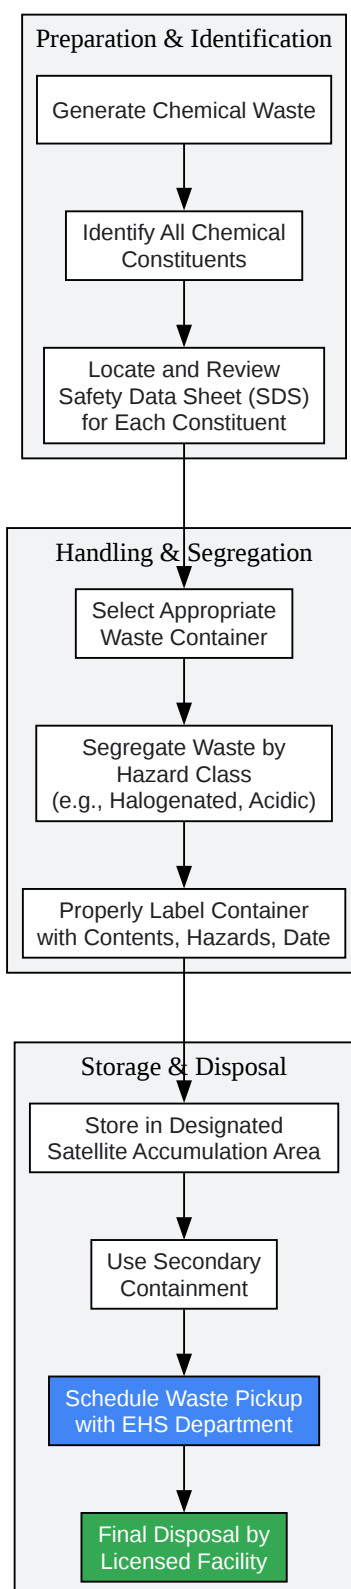 Preparation & Identification
Generate Chemical Waste
Identify All Chemical
Constituents
Locate and Review
Safety Data Sheet (SDS)
for Each Constituent
Handling & Segregation
Select Appropriate
Waste Container
Segregate Waste by
Hazard Class
(e.g., Halogenated, Acidic)
Properly Label Container
with Contents, Hazards, Date
Storage & Disposal
Store in Designated
Satellite Accumulation Area
Use Secondary
Containment
Schedule Waste Pickup
with EHS Department
Final Disposal by
Licensed Facility